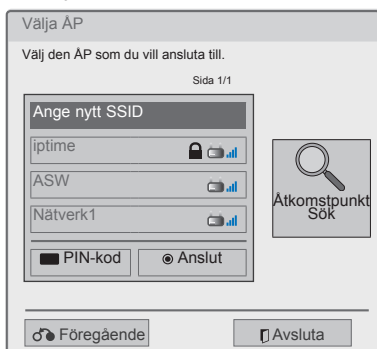 Välja ÅP
Välj den ÅP som du vill ansluta till.
Sida 1/1
Ange nytt SSID
iptime
ASW
Nätverk1
PIN-kod
Anslut
Åtkomstpunkt
Sök
Föregående
Avsluta